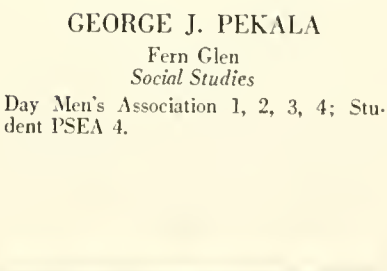 GEORGE J. PEKALA
Fern Glen
Social Studies
Day Men's Association 1, 2, 3, 4; Stu-
dent PSEA 4.